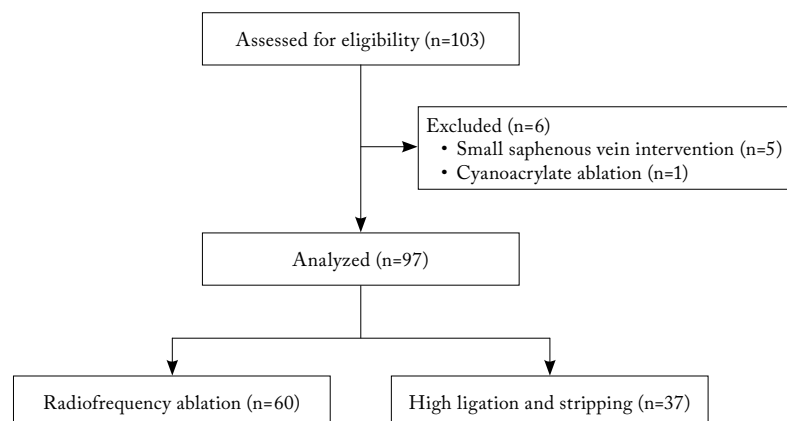 Assessed for eligibility (n=103)
Excluded (n=6)
• Small saphenous vein intervention (n=5)
• Cyanoacrylate ablation (n=1)
Analyzed (n=97)
Radiofrequency ablation (n=60)
High ligation and stripping (n=37)